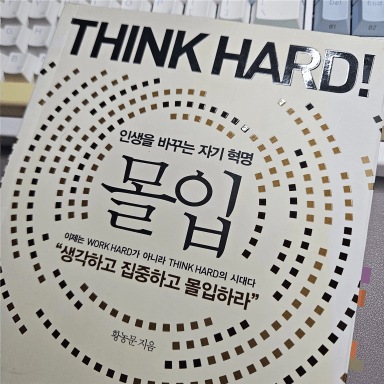 THINK HARD!
인생을 바꾸는 자기 혁명
몰입
이제는 WORK HARD가 아니라 THINK HARD의 시대다
“생각하고 집중하고 몰입하라”
황농문 지음